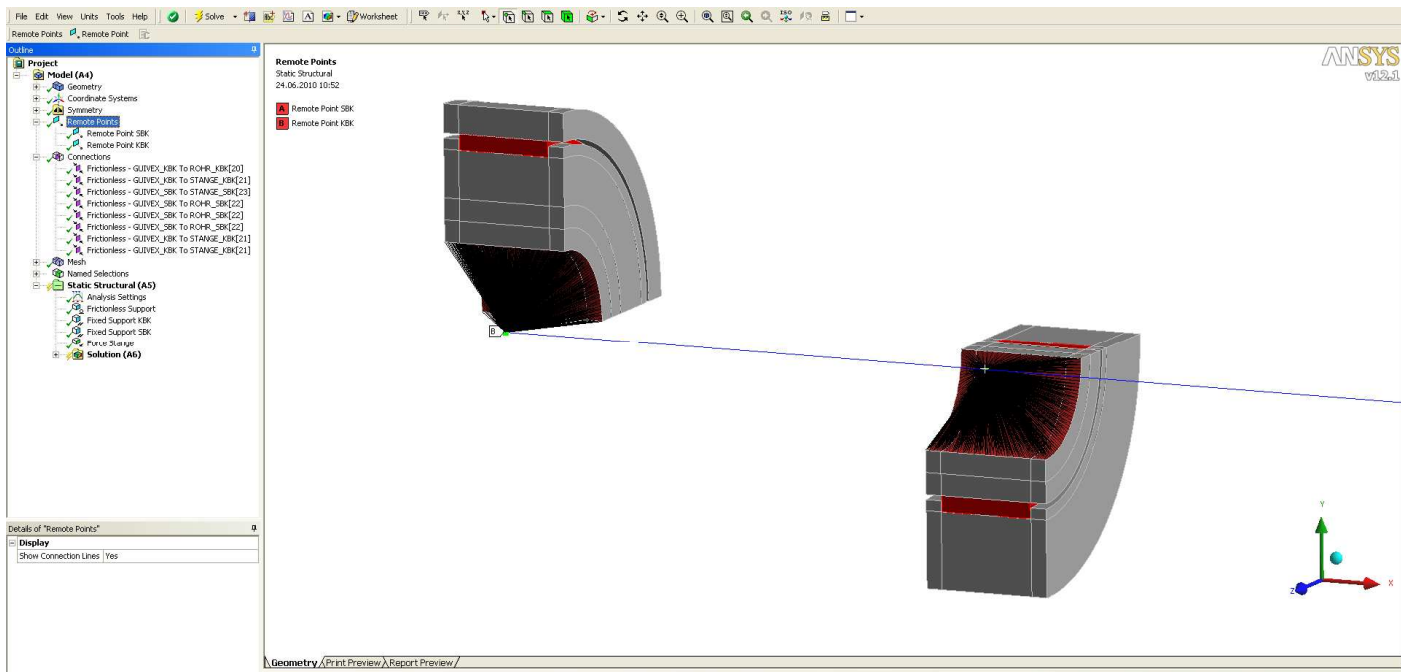 File Edit View Units Tools Help Solve Worksheet
Remote Points Remote Point
Outline
Project
Model (A4)
Geometry
Coordinate Systems
Symmetry
Remote Points
Remote Point SBK
Remote Point KBK
Connections
Frictionless - GUIVEX_KBK To ROHR_KBK[20]
Frictionless - GUIVEX_KBK To STANGE_KBK[21]
Frictionless - GUIVEX_SBK To STANGE_SBK[23]
Frictionless - GUIVEX_SBK To ROHR_SBK[22]
Frictionless - GUIVEX_SBK To ROHR_SBK[22]
Frictionless - GUIVEX_SBK To ROHR_SBK[22]
Frictionless - GUIVEX_KBK To STANGE_KBK[21]
Frictionless - GUIVEX_KBK To STANGE_KBK[21]
Mesh
Named Selections
Static Structural (A5)
Analysis Settings
Frictionless Support
Fixed Support KBK
Fixed Support SBK
Force Stange
Solution (A6)
Details of "Remote Points"
Display
Show Connection Lines Yes
Remote Points
Static Structural
24.06.2010 10:52
A Remote Point SBK
B Remote Point KBK
ANSYS
v12.1
B
Y
X
Z
Geometry Print Preview Report Preview